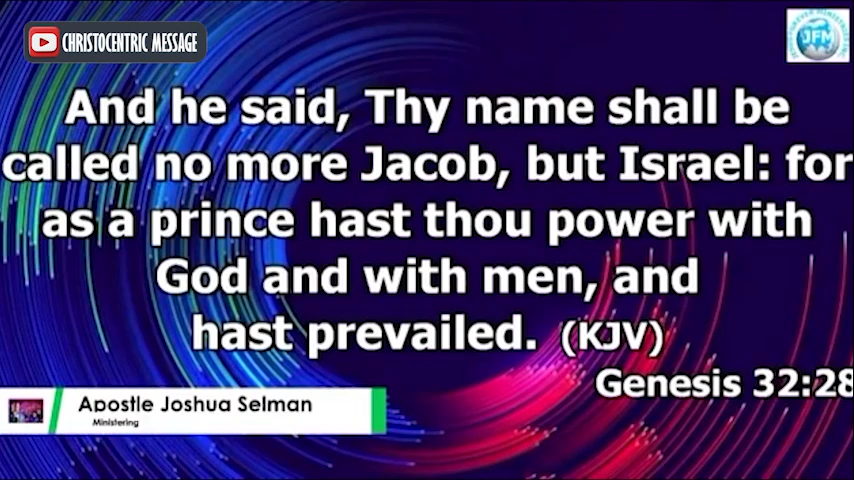 CHRISTOCENTRIC MESSAGE
JFM
And he said, Thy name shall be
called no more Jacob, but Israel: for
as a prince hast thou power with
God and with men, and
hast prevailed. (KJV)
Genesis 32:28
Apostle Joshua Selman
Ministering